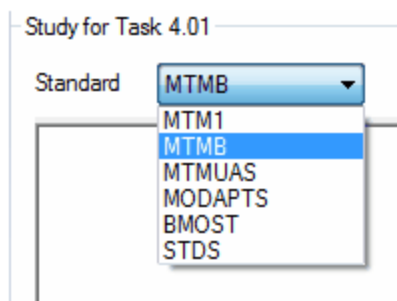 Study for Task 4.01
Standard MTMB
MTM1
MTMB
MTMUAS
MODAPTS
BMOST
STDS